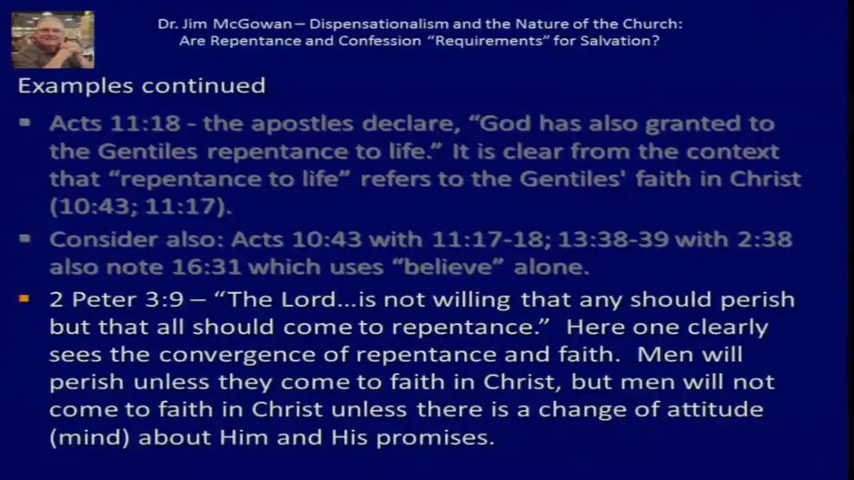 Dr. Jim McGowan – Dispensationalism and the Nature of the Church:
Are Repentance and Confession “Requirements” for Salvation?
Examples continued
▪ Acts 11:18 - the apostles declare, “God has also granted to
the Gentiles repentance to life.” It is clear from the context
that “repentance to life” refers to the Gentiles' faith in Christ
(10:43; 11:17).
▪ Consider also: Acts 10:43 with 11:17-18; 13:38-39 with 2:38
also note 16:31 which uses “believe” alone.
▪ 2 Peter 3:9 – “The Lord…is not willing that any should perish
but that all should come to repentance.” Here one clearly
sees the convergence of repentance and faith. Men will
perish unless they come to faith in Christ, but men will not
come to faith in Christ unless there is a change of attitude
(mind) about Him and His promises.